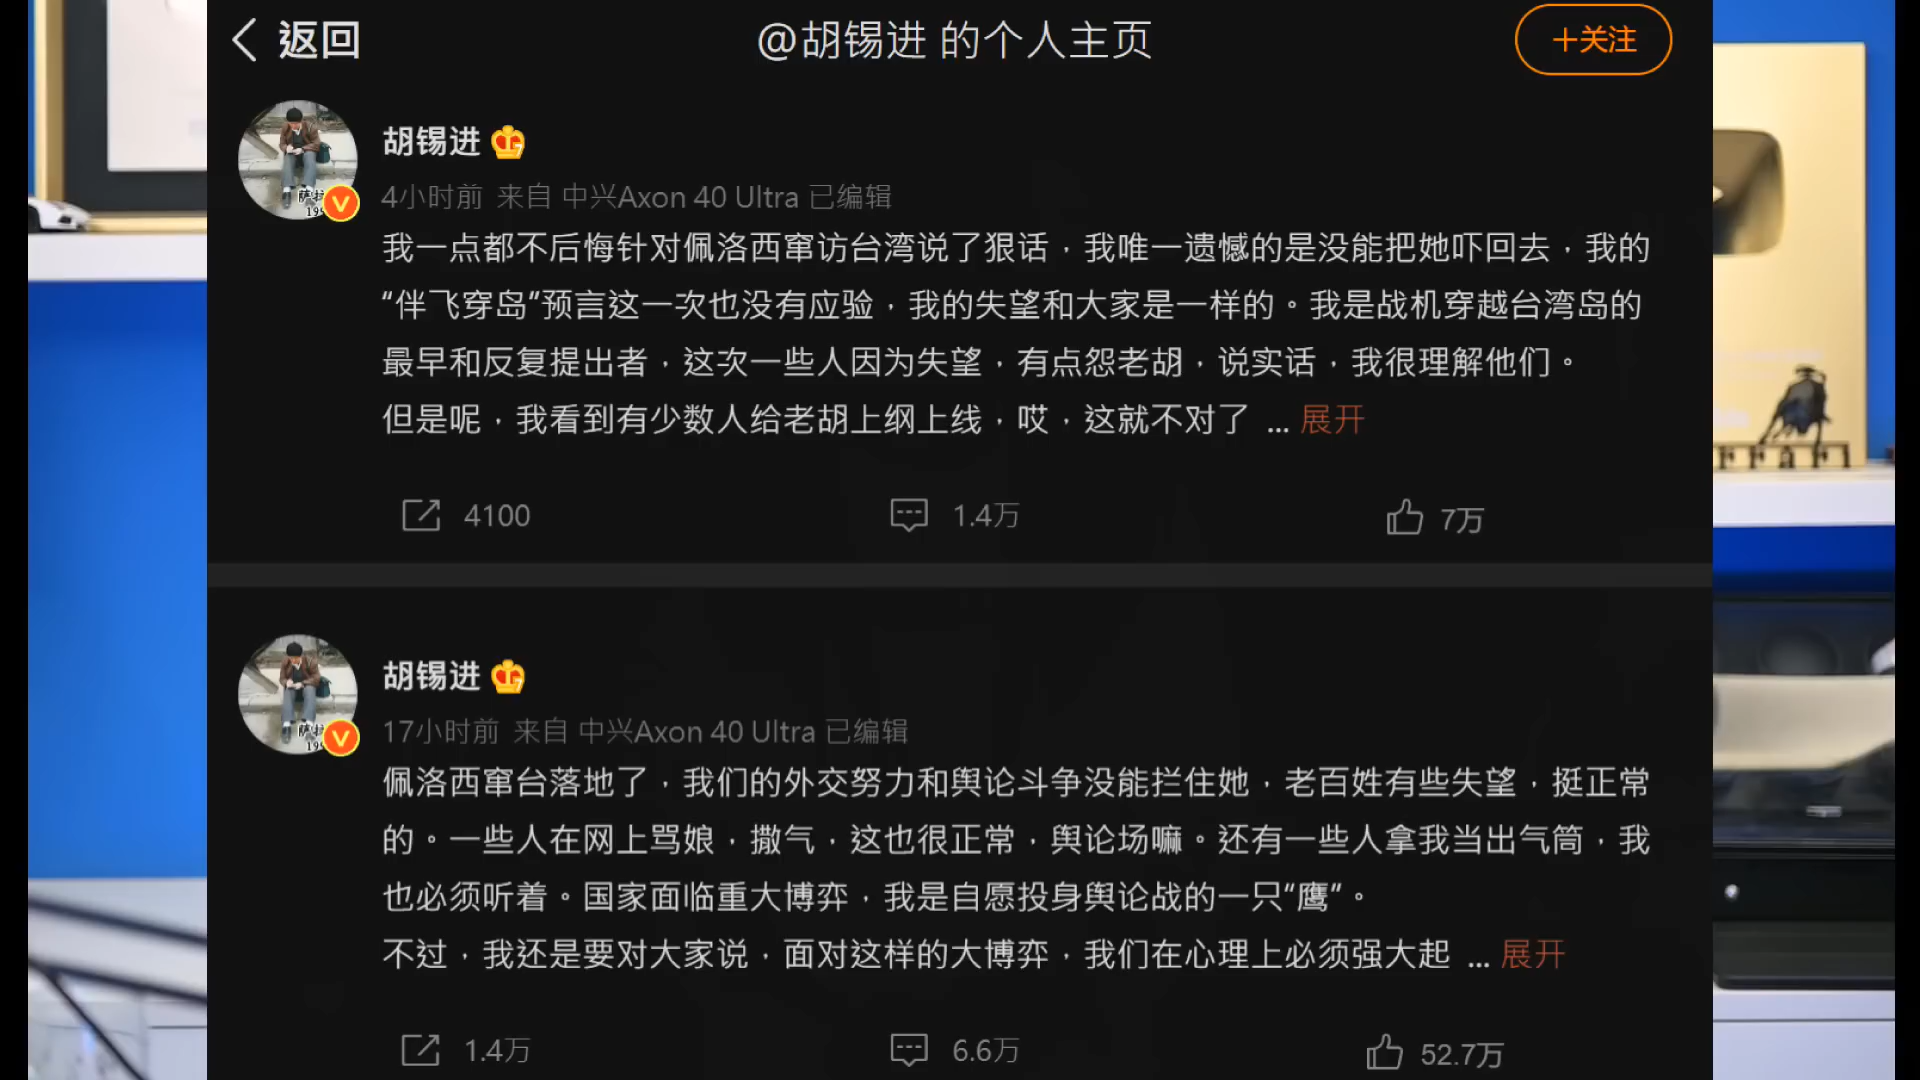 返回
@胡锡进 的个人主页
+关注
胡锡进
4小时前 来自 中兴Axon 40 Ultra 已编辑
我一点都不后悔针对佩洛西窜访台湾说了狠话，我唯一遗憾的是没能把她吓回去，我的
“伴飞穿岛”预言这一次也没有应验，我的失望和大家是一样的。我是战机穿越台湾岛的
最早和反复提出者，这次一些人因为失望，有点怨老胡，说实话，我很理解他们。
但是呢，我看到有少数人给老胡上纲上线，哎，这就不对了 ... 展开
4100
1.4万
7万
胡锡进
17小时前 来自 中兴Axon 40 Ultra 已编辑
佩洛西窜台落地了，我们的外交努力和舆论斗争没能拦住她，老百姓有些失望，挺正常
的。一些人在网上骂娘，撒气，这也很正常，舆论场嘛。还有一些人拿我当出气筒，我
也必须听着。国家面临重大博弈，我是自愿投身舆论战的一只“鹰”。
不过，我还是要对大家说，面对这样的大博弈，我们在心理上必须强大起 ... 展开
1.4万
6.6万
52.7万